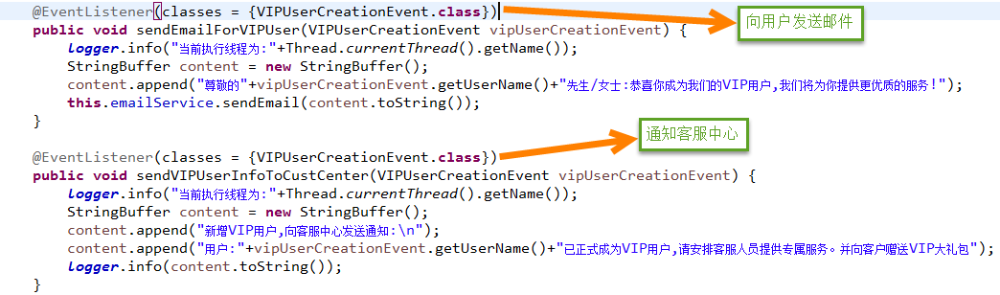 @EventListener(classes = {VIPUserCreationEvent.class})
向用户发送邮件
public void sendEmailForVIPUser(VIPUserCreationEvent vipUserCreationEvent) {
logger.info("当前执行线程为:"+Thread.currentThread().getName());
StringBuffer content = new StringBuffer();
content.append("尊敬的"+vipUserCreationEvent.getUserName()+"先生/女士:恭喜你成为我们的VIP用户,我们将为你提供更优质的服务!");
this.emailService.sendEmail(content.toString());
}
通知客服中心
@EventListener(classes = {VIPUserCreationEvent.class})
public void sendVIPUserInfoToCustCenter(VIPUserCreationEvent vipUserCreationEvent) {
logger.info("当前执行线程为:"+Thread.currentThread().getName());
StringBuffer content = new StringBuffer();
content.append("新增VIP用户,向客服中心发送通知:\n");
content.append("用户:"+vipUserCreationEvent.getUserName()+"已正式成为VIP用户,请安排客服人员提供专属服务。并向客户赠送VIP大礼包");
logger.info(content.toString());
}